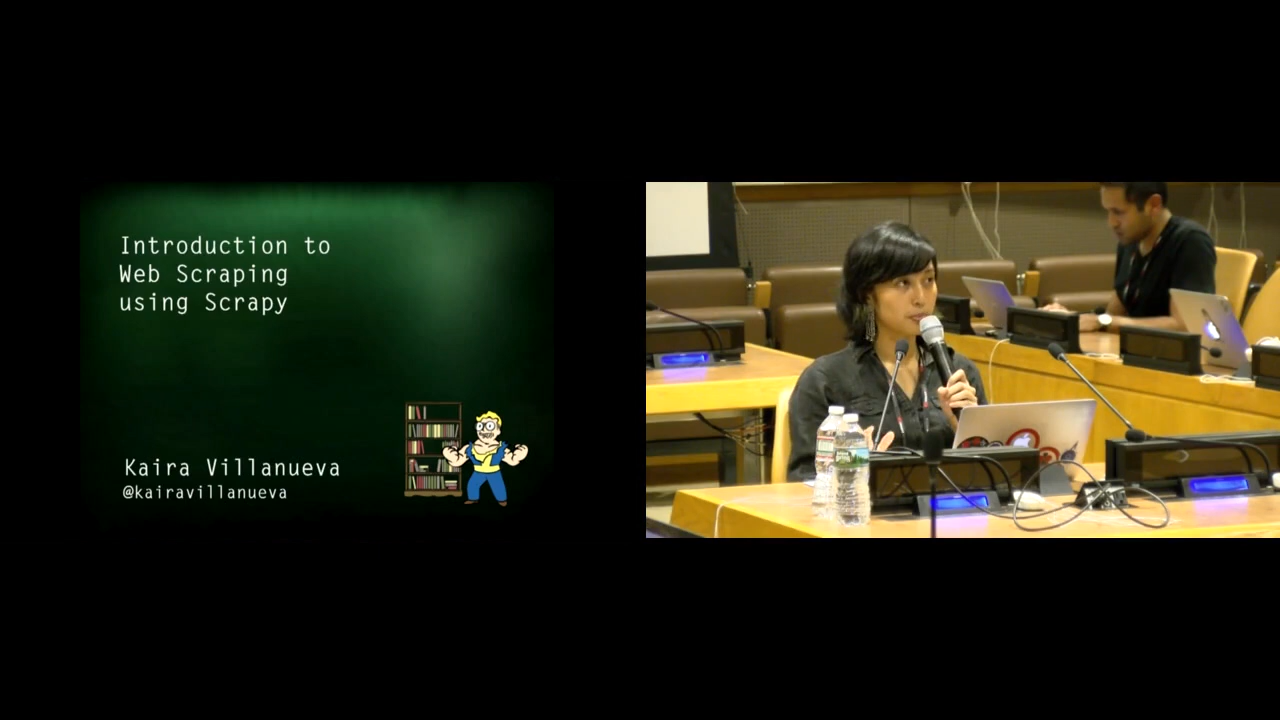 Introduction to
Web Scraping
using Scrapy
Kaira Villanueva
@kairavillanueva